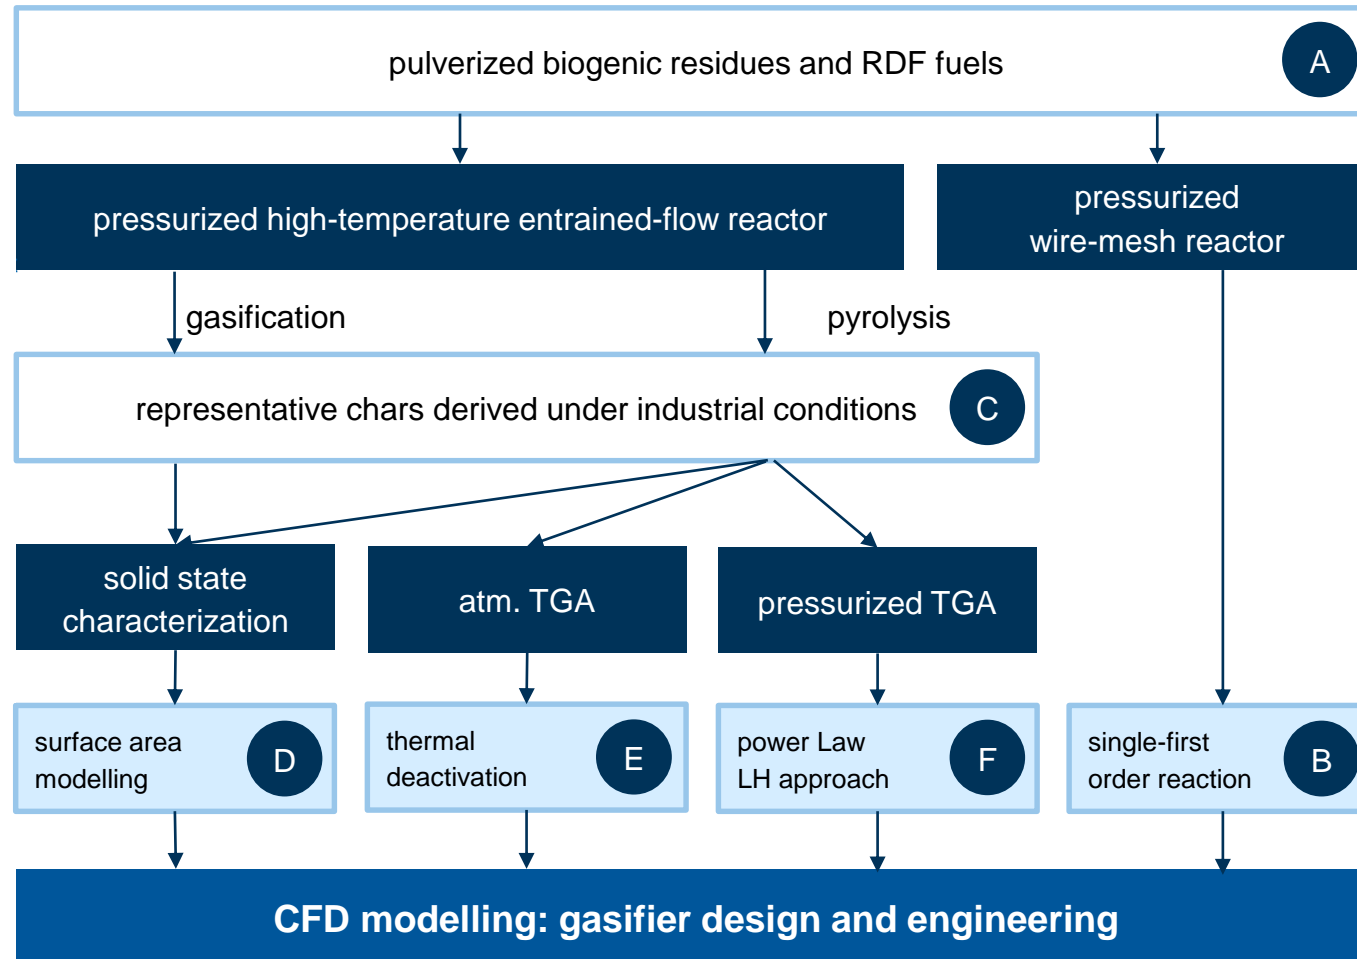 pulverized biogenic residues and RDF fuels
A
pressurized high-temperature entrained-flow reactor
pressurized
wire-mesh reactor
gasification
pyrolysis
representative chars derived under industrial conditions
C
solid state
characterization
atm. TGA
pressurized TGA
surface area
modelling
D
thermal
deactivation
E
power Law
LH approach
F
single-first
order reaction
B
CFD modelling: gasifier design and engineering